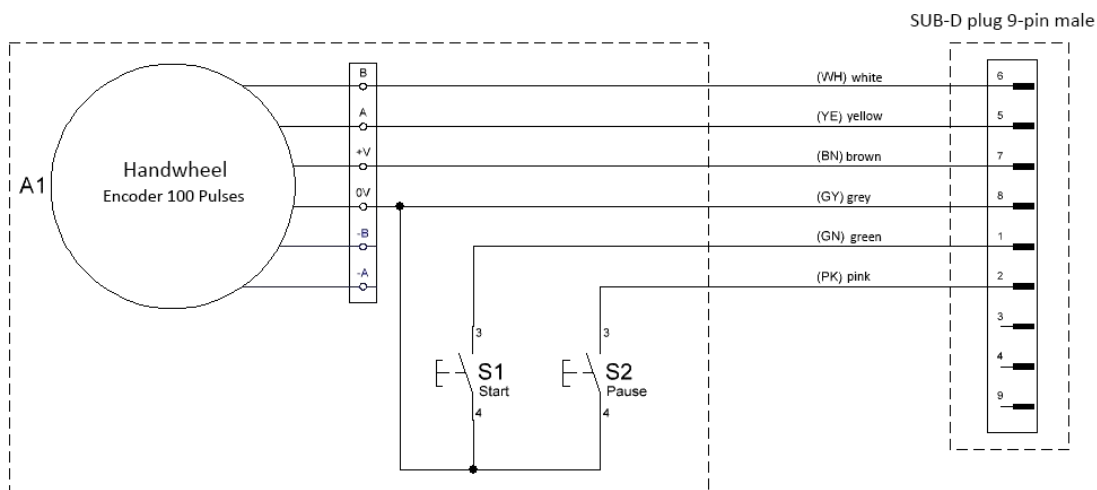 SUB-D plug 9-pin male
B
(WH) white
6
A
(YE) yellow
5
+V
(BN) brown
7
Handwheel
Encoder 100 Pulses
A1
0V
(GY) grey
8
-B
(GN) green
1
-A
(PK) pink
2
3
3
3
4
S1
Start
S2
Pause
4
4
9